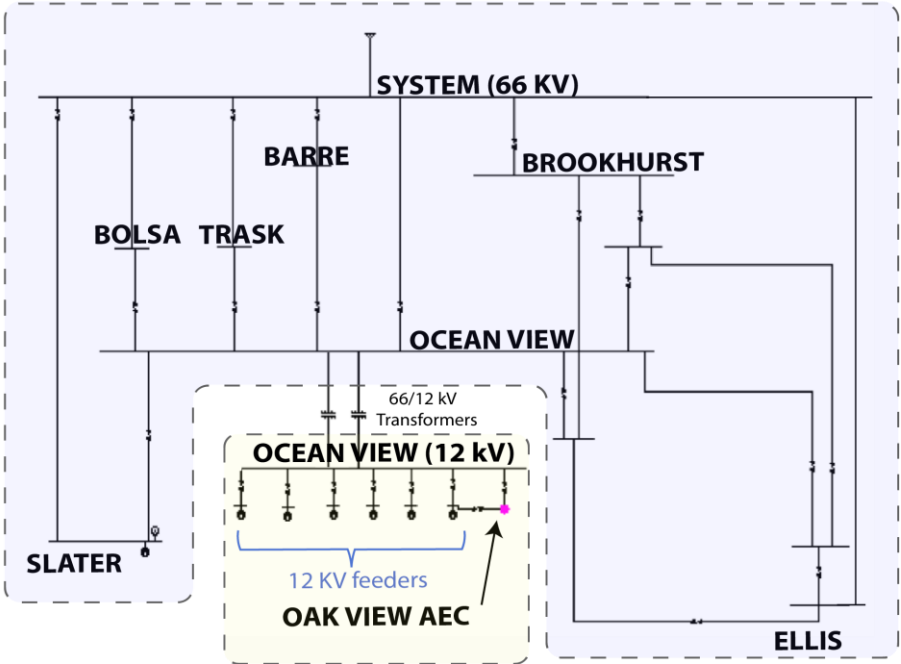 SYSTEM (66 KV)
BARRE
BROOKHURST
BOLSA
TRASK
OCEAN VIEW
66/12 kV
Transformers
OCEAN VIEW (12 kV)
12 KV feeders
SLATER
OAK VIEW AEC
ELLIS